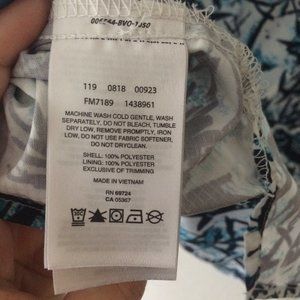 119 0818 00923
FM7189 1438961
MACHINE WASH COLD GENTLE, WASH
SEPARATELY, DO NOT BLEACH, TUMBLE
DRY LOW, REMOVE PROMPTLY, IRON
LOW, DO NOT USE FABRIC SOFTENER,
DO NOT DRYCLEAN.
SHELL: 100% POLYESTER
LINING: 100% POLYESTER
EXCLUSIVE OF TRIMMING
MADE IN VIETNAM
RN 69724
CA 05367